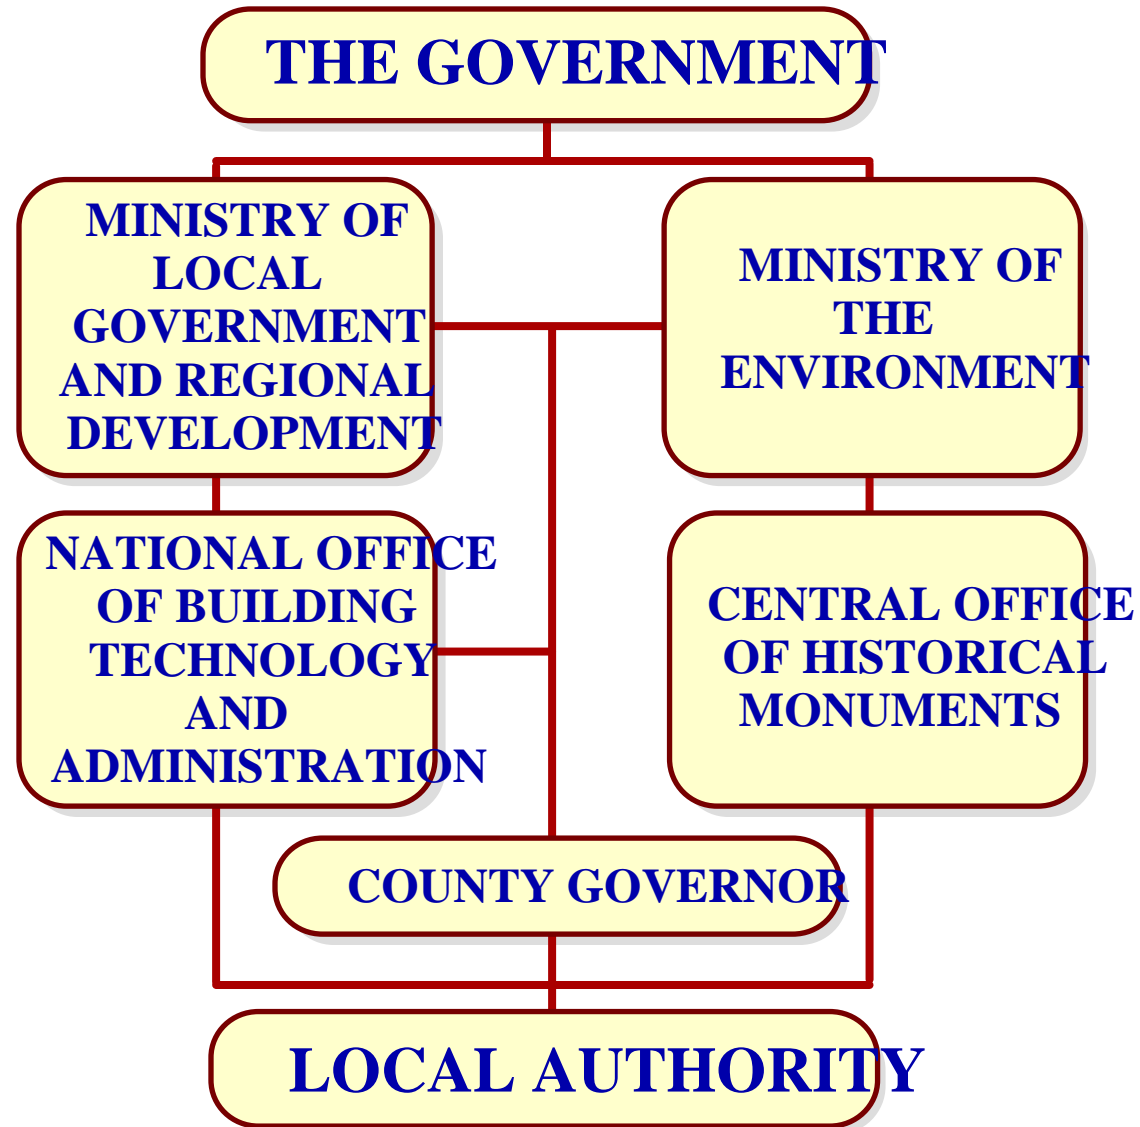 THE GOVERNMENT
MINISTRY OF
LOCAL
GOVERNMENT
AND REGIONAL
DEVELOPMENT
MINISTRY OF
THE
ENVIRONMENT
NATIONAL OFFICE
OF BUILDING
TECHNOLOGY
AND
ADMINISTRATION
CENTRAL OFFICE
OF HISTORICAL
MONUMENTS
COUNTY GOVERNOR
LOCAL AUTHORITY